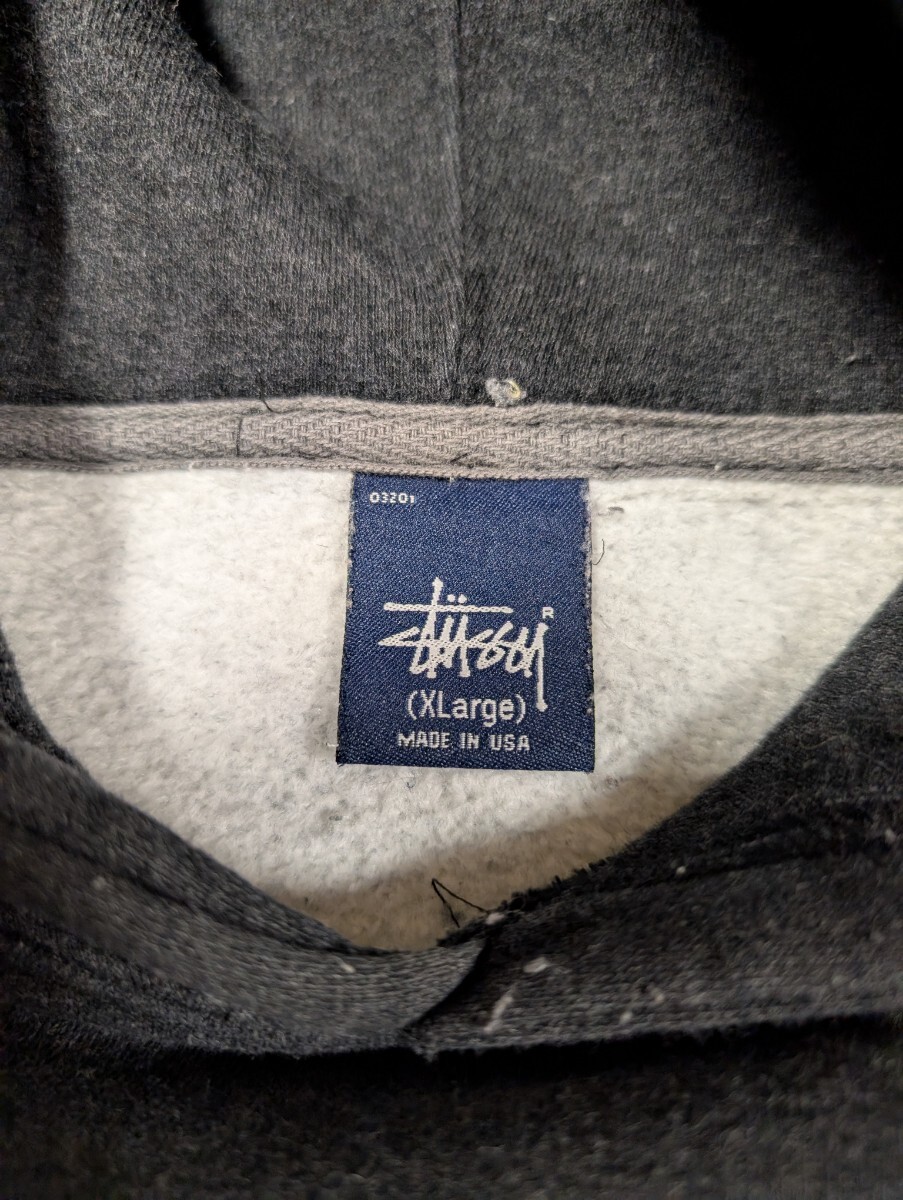 03201
Stüssy
R
(XLarge)
MADE IN USA